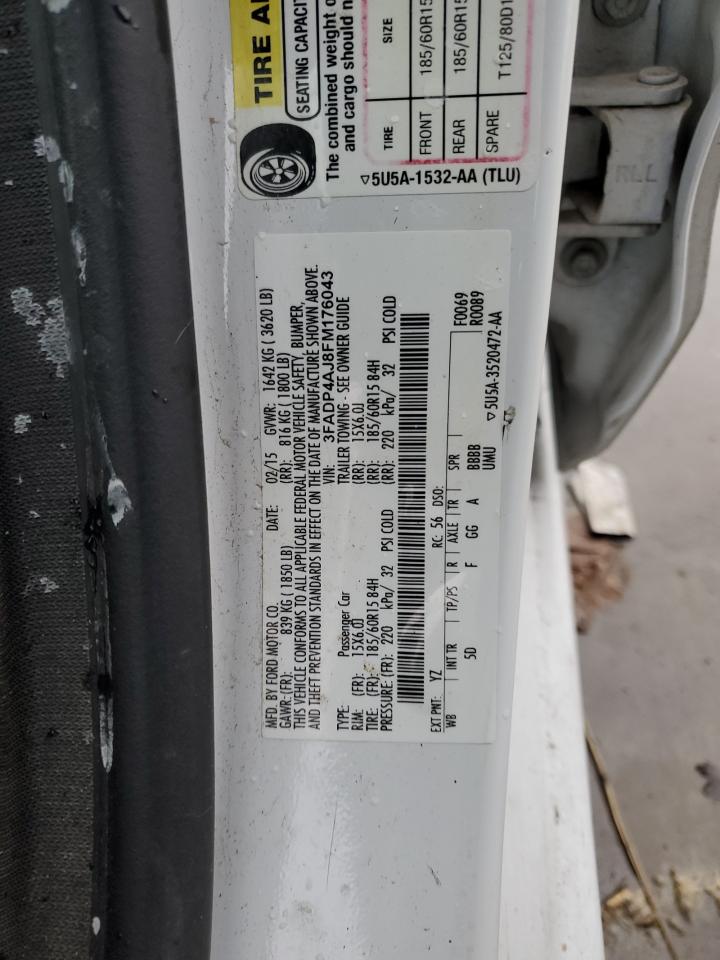 TIRE
SEATING CAPACIT
The combined weight o
and cargo should n
TIRE SIZE
FRONT 185/60R15
REAR 185/60R15
SPARE T125/80D1
5U5A-1532-AA (TLU)
MFD. BY FORD MOTOR CO. DATE: 02/15 GVWR: 1642 KG ( 3620 LB)
GAWR:(FR): 839 KG ( 1850 LB) (RR): 816 KG ( 1800 LB)
THIS VEHICLE CONFORMS TO ALL APPLICABLE FEDERAL MOTOR VEHICLE SAFETY, BUMPER,
AND THEFT PREVENTION STANDARDS IN EFFECT ON THE DATE OF MANUFACTURE SHOWN ABOVE.
VIN: 3FADP4AJ8FM176043
TYPE: Passenger Car TRAILER TOWING - SEE OWNER GUIDE
RIM: (FR): 15X6.0J (RR): 15X6.0J
TIRE: (FR): 185/60R15 84H (RR): 185/60R15 84H
PRESSURE: (FR): 220 kPa/ 32 PSI COLD (RR): 220 kPa/ 32 PSI COLD
EXT PNT: YZ RC: 56 DSO: F0069
WB INT TR TP/PS R AXLE TR SPR R0089
5D F GG A BBBB
UMU 5U5A-3520472-AA
RLL